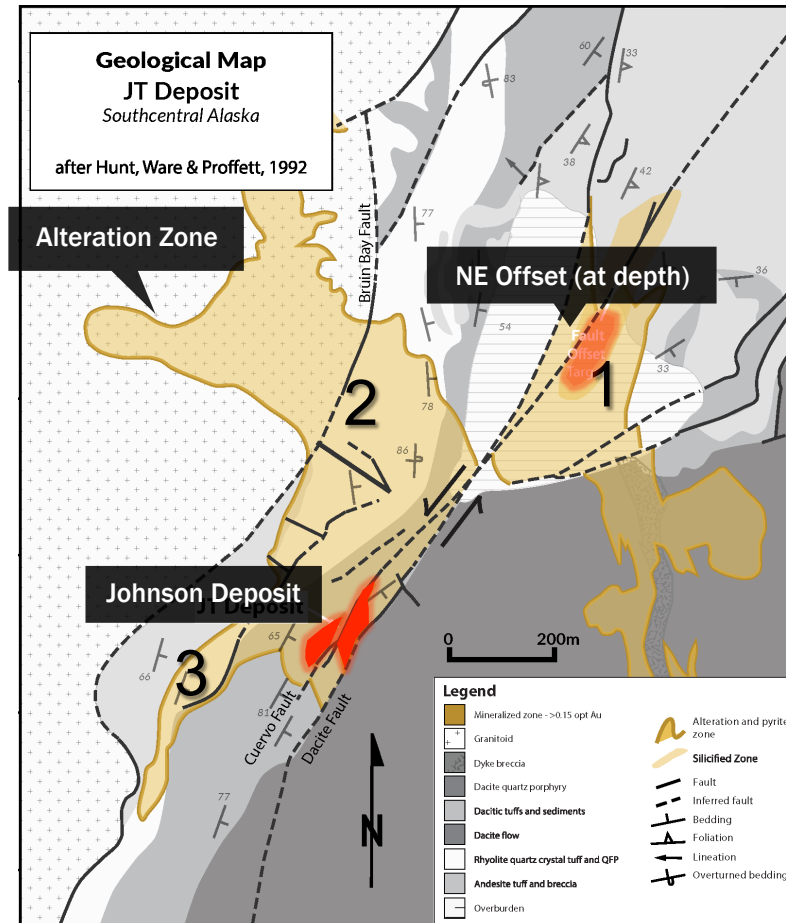 Geological Map
JT Deposit
Southcentral Alaska
after Hunt, Ware & Proffett, 1992
60
33
83
Alteration Zone
Bruin Bay Fault
38
42
77
NE Offset (at depth)
36
54
Fault
Offset
1
33
2
78
86
Johnson Deposit
JT Deposit
65
0
200m
3
66
81
Cuervo Fault
Dacite Fault
77
N
Legend
Mineralized zone - >0.15 opt Au
Granitoid
Dyke breccia
Dacite quartz porphyry
Dacitic tuffs and sediments
Dacite flow
Rhyolite quartz crystal tuff and QFP
Andesite tuff and breccia
Overburden
Alteration and pyrite
zone
Silicified Zone
Fault
Inferred fault
Bedding
Foliation
Lineation
Overturned bedding